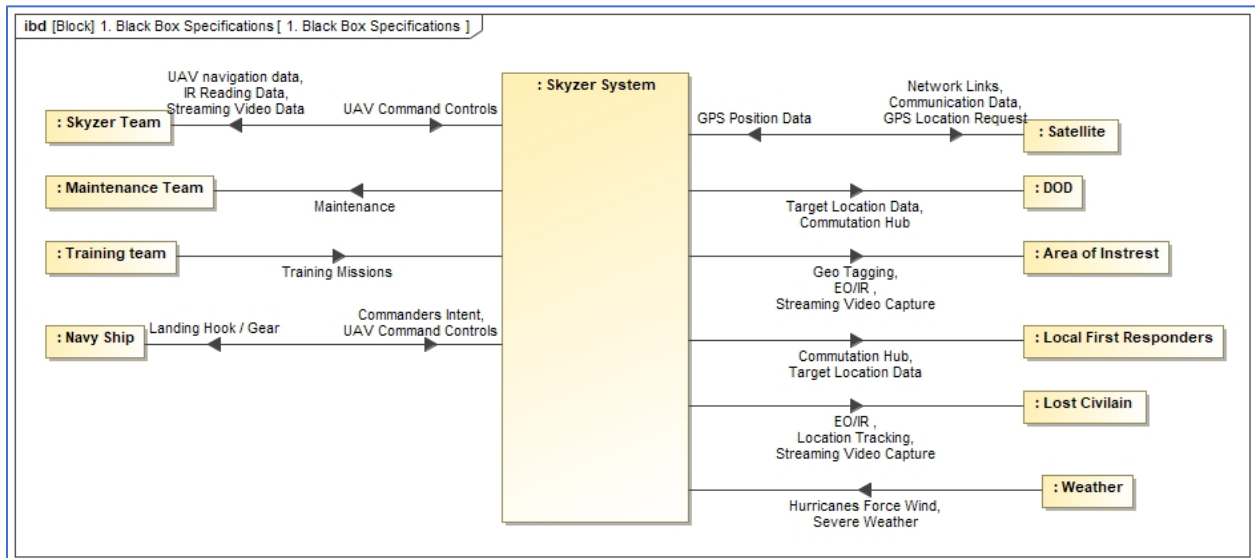 ibd [Block] 1. Black Box Specifications [ 1. Black Box Specifications ]
: Skyzer System
UAV navigation data,
IR Reading Data,
Streaming Video Data
UAV Command Controls
: Skyzer Team
: Maintenance Team
Maintenance
: Training team
Training Missions
Landing Hook / Gear
Commanders Intent,
UAV Command Controls
: Navy Ship
GPS Position Data
Network Links,
Communication Data,
GPS Location Request
: Satellite
: DOD
Target Location Data,
Commutation Hub
: Area of Instrest
Geo Tagging,
EO/IR ,
Streaming Video Capture
: Local First Responders
Commutation Hub,
Target Location Data
: Lost Civilain
EO/IR ,
Location Tracking,
Streaming Video Capture
: Weather
Hurricanes Force Wind,
Severe Weather